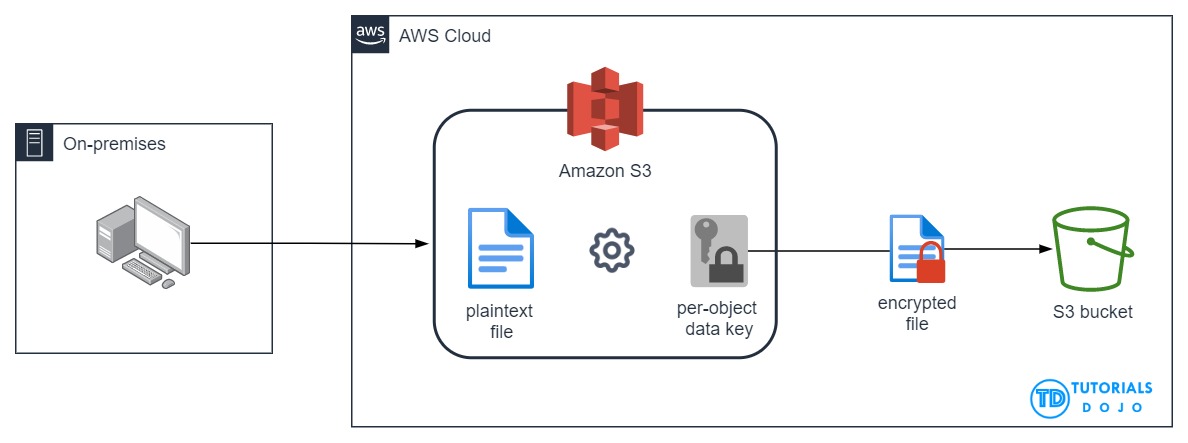 aws
AWS Cloud
On-premises
Amazon S3
plaintext
file
per-object
data key
encrypted
file
S3 bucket
TD
TUTORIALS
DOJO